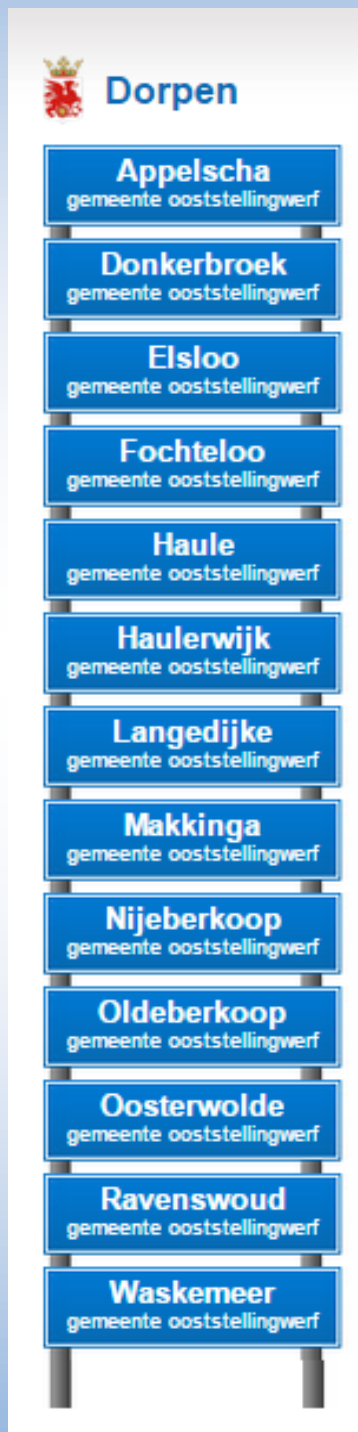 Dorpen
Appelscha
gemeente ooststellingwerf
Donkerbroek
gemeente ooststellingwerf
Elsloo
gemeente ooststellingwerf
Fochteloo
gemeente ooststellingwerf
Haule
gemeente ooststellingwerf
Haulerwijk
gemeente ooststellingwerf
Langedijke
gemeente ooststellingwerf
Makkinga
gemeente ooststellingwerf
Nijeberkoop
gemeente ooststellingwerf
Oldeberkoop
gemeente ooststellingwerf
Oosterwolde
gemeente ooststellingwerf
Ravenswoud
gemeente ooststellingwerf
Waskemeer
gemeente ooststellingwerf